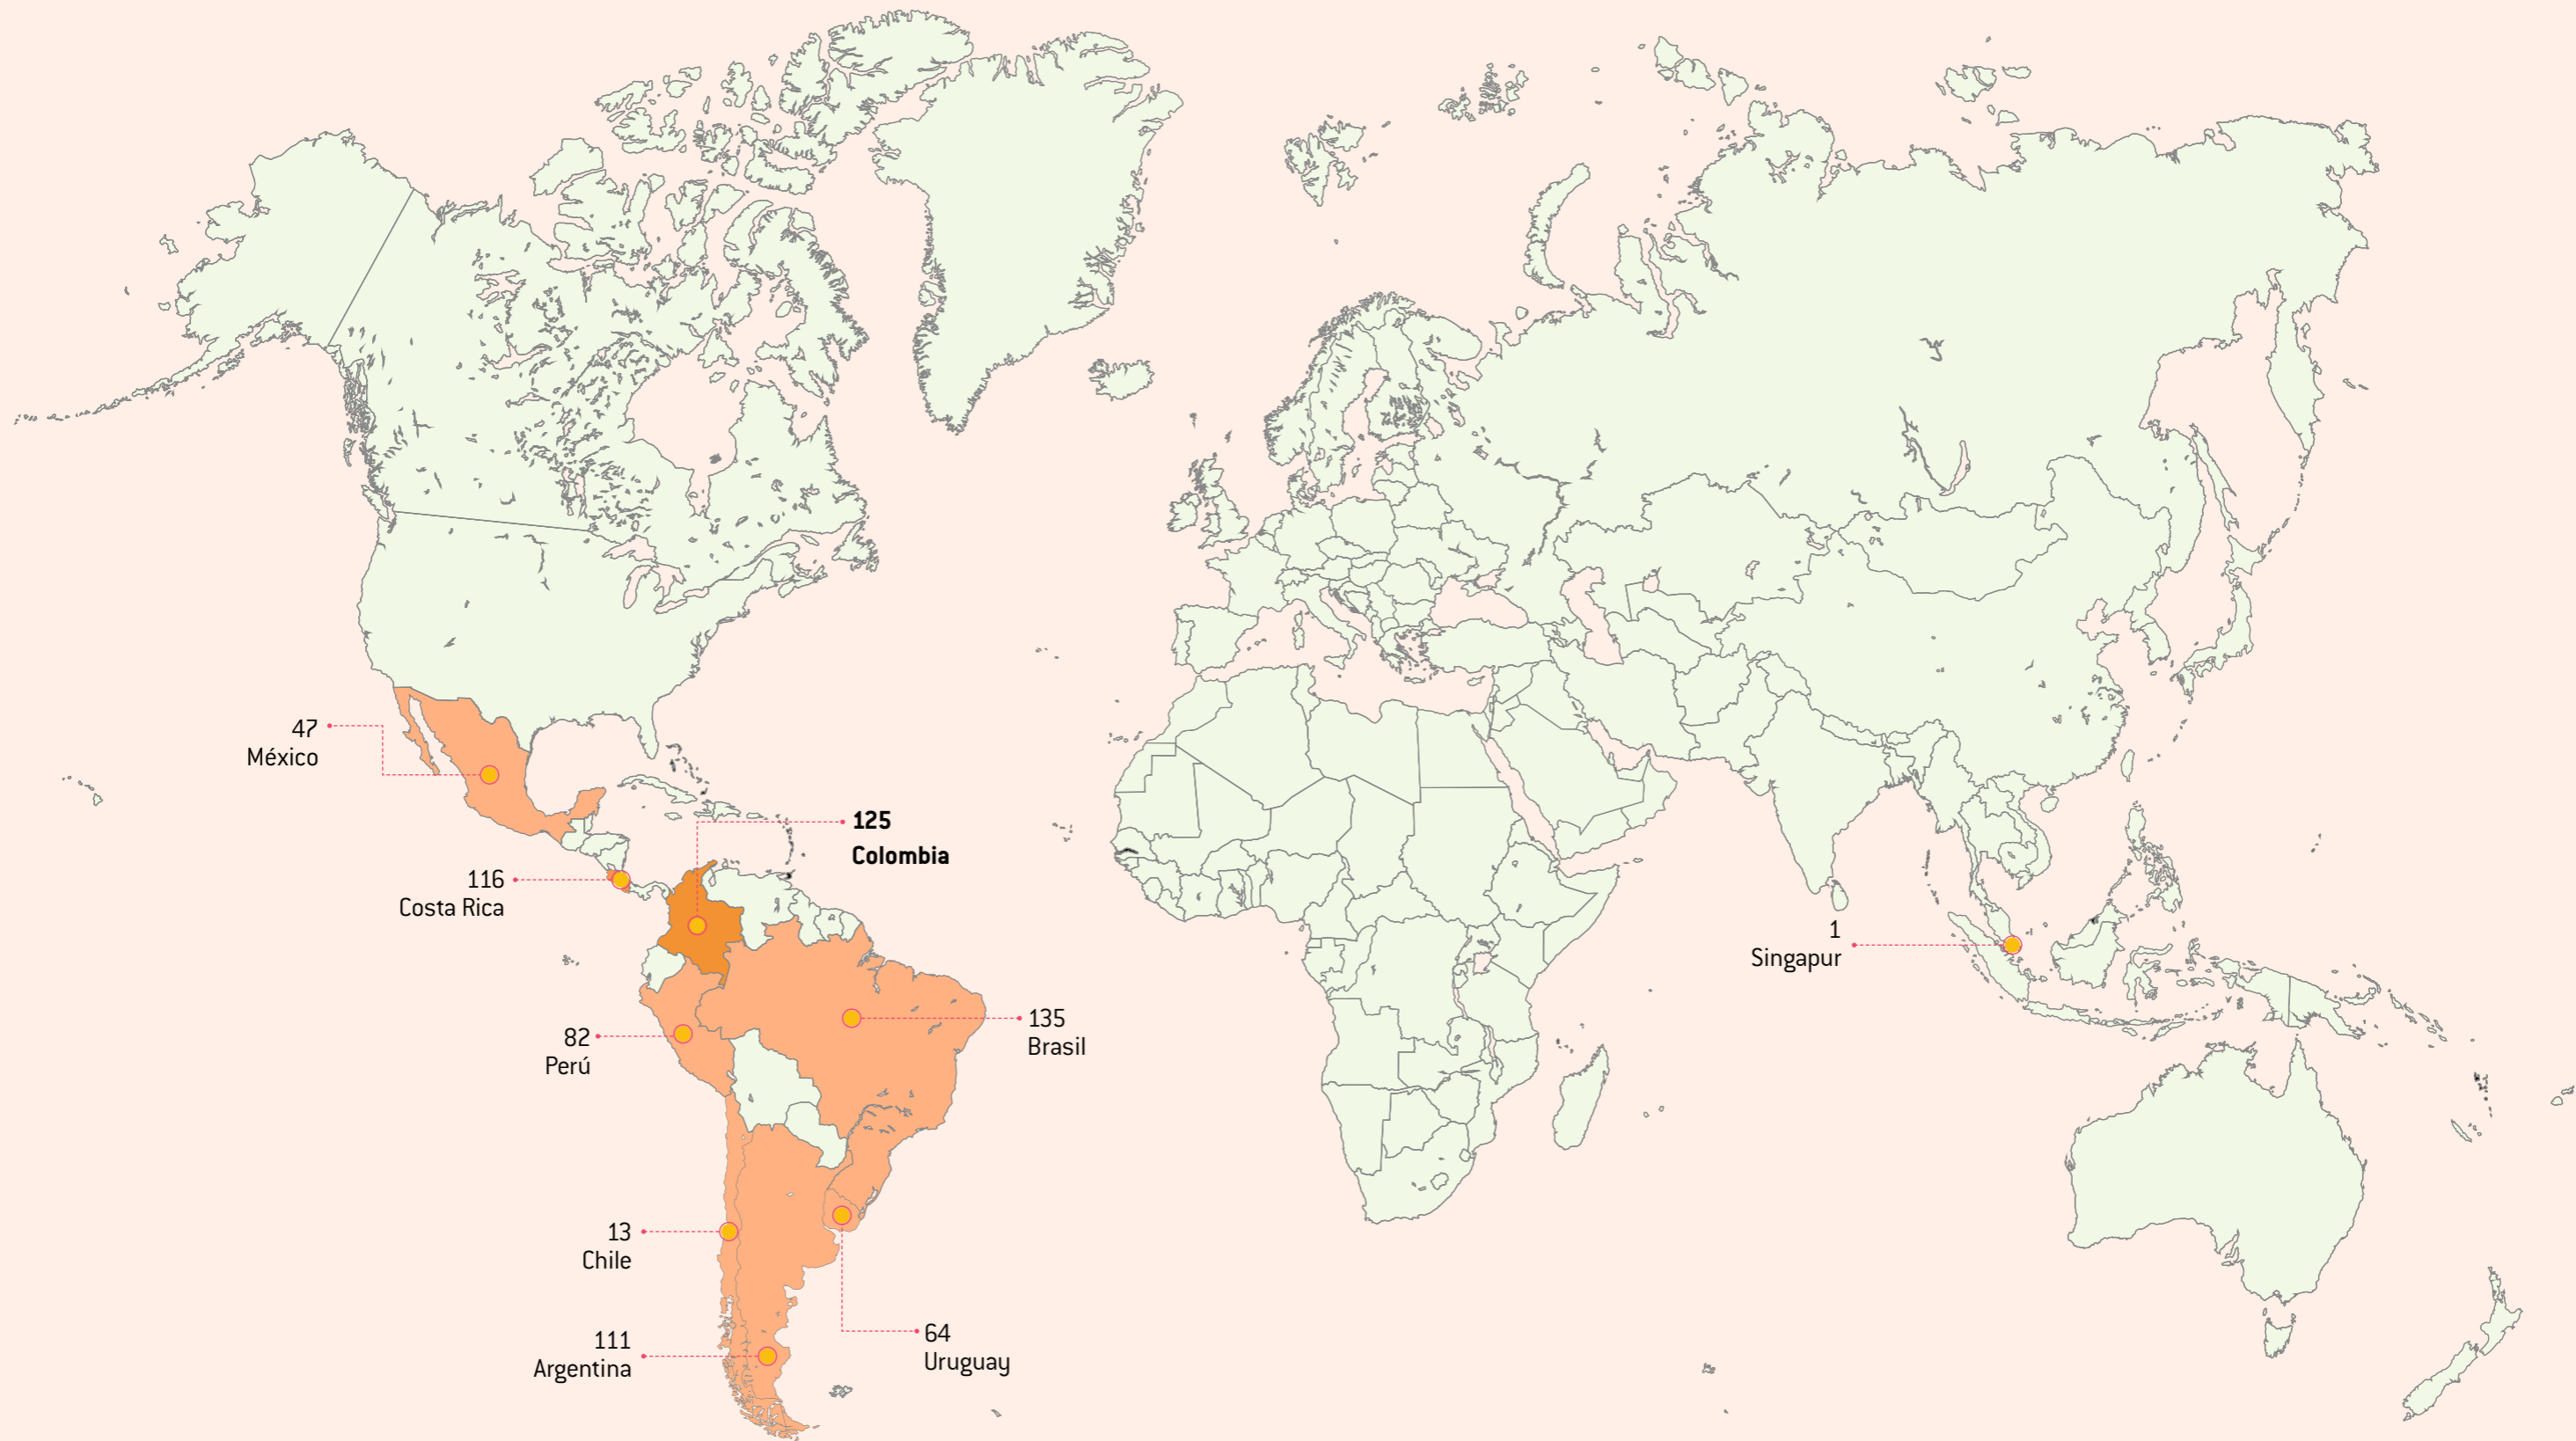 47
México
125
Colombia
116
Costa Rica
1
Singapur
135
Brasil
82
Perú
13
Chile
64
Uruguay
111
Argentina